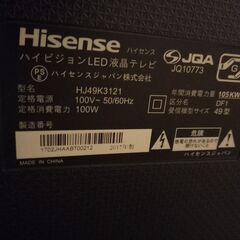 Hisense ハイセンス
ハイビジョンLED液晶テレビ
PS
E
ハイセンスジャパン株式会社
JQA
JQ10773
G
型名: HJ49K3121
定格電源: 100V~ 50/60Hz
定格消費電力: 100W
年間消費電力量 105KW
区分名: DF1
受信機型サイズ 49型
製造番号:
1702JHAABT00212
2017年製
MADE IN CHINA
ハイセンスジャパン